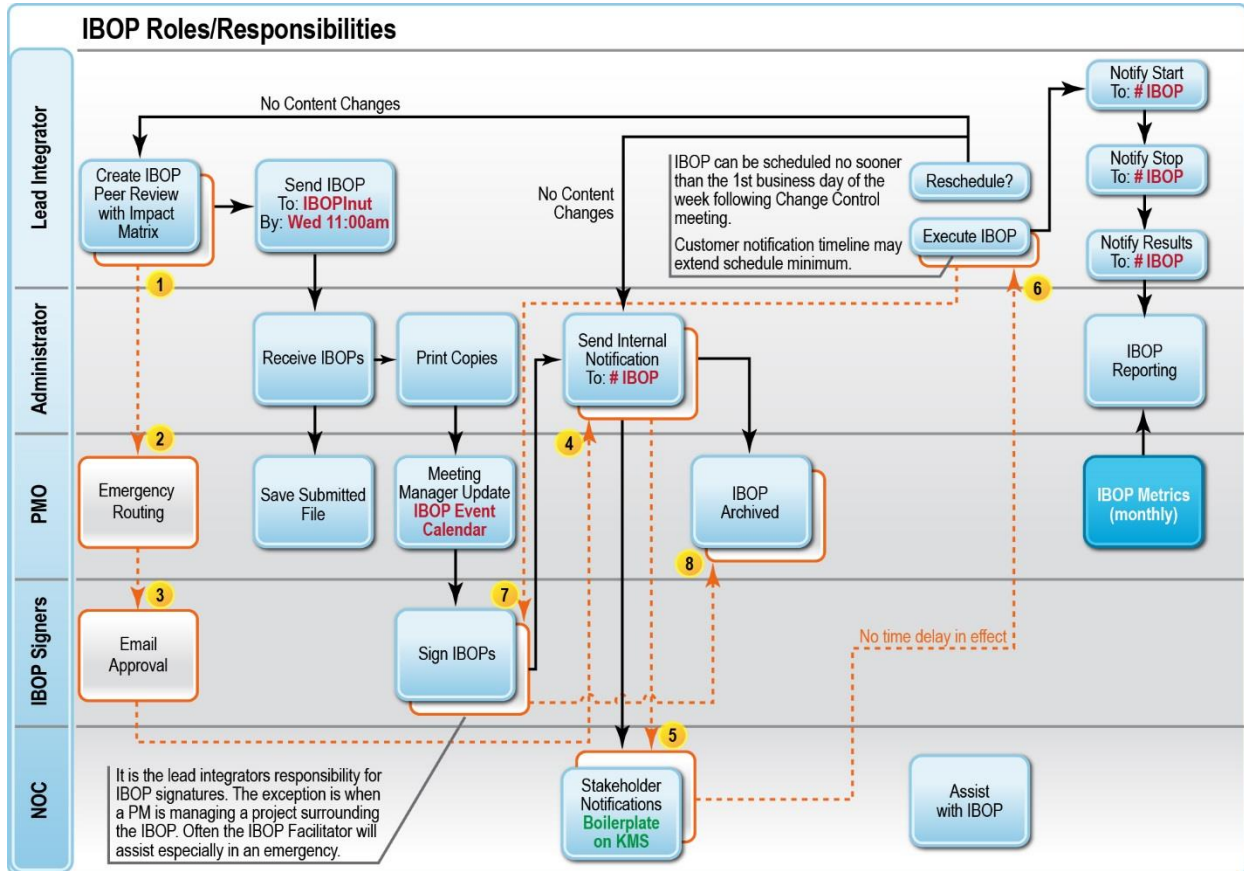 IBOP Roles/Responsibilities
Lead Integrator
No Content Changes
Create IBOP
Peer Review
with Impact
Matrix
Send IBOP
To: IBOPInut
By: Wed 11:00am
No Content
Changes
IBOP can be scheduled no sooner
than the 1st business day of the
week following Change Control
meeting.
Customer notification timeline may
extend schedule minimum.
Reschedule?
Execute IBOP
Notify Start
To: # IBOP
Notify Stop
To: # IBOP
Notify Results
To: # IBOP
1
6
Administrator
Receive IBOPs
Print Copies
Send Internal
Notification
To: # IBOP
IBOP
Reporting
2
4
PMO
Emergency
Routing
Save Submitted
File
Meeting
Manager Update
IBOP Event
Calendar
IBOP
Archived
IBOP Metrics
(monthly)
8
3
7
IBOP Signers
Email
Approval
Sign IBOPs
No time delay in effect
5
NOC
It is the lead integrators responsibility for
IBOP signatures. The exception is when
a PM is managing a project surrounding
the IBOP. Often the IBOP Facilitator will
assist especially in an emergency.
Stakeholder
Notifications
Boilerplate
on KMS
Assist
with IBOP